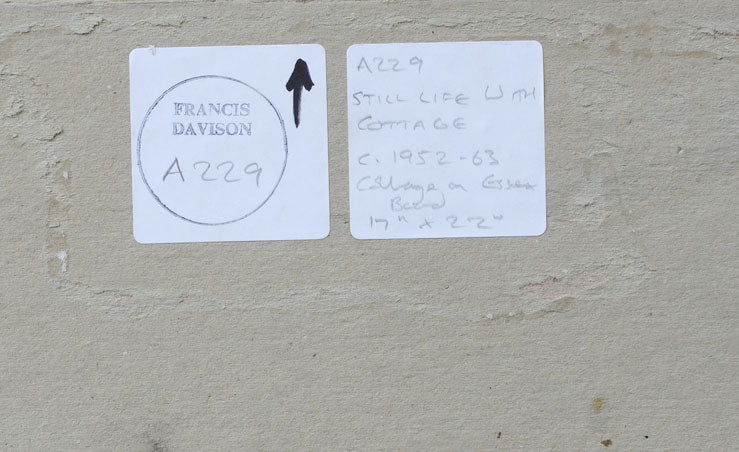 FRANCIS
DAVISON
A229
A229
STILL LIFE WITH
COTTAGE
c. 1952-63
Collage on Essex
Board
17" x 22"